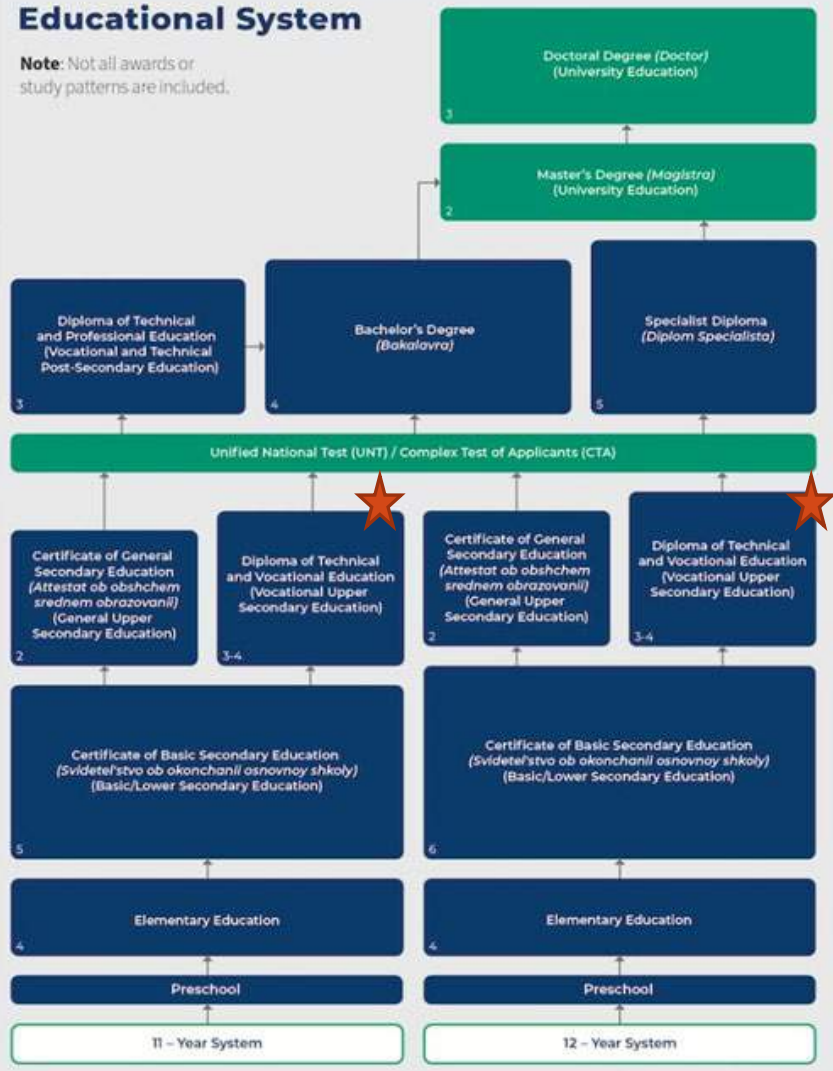 Educational System
Note: Not all awards or
study patterns are included.
Doctoral Degree (Doctor)
(University Education)
3
Master's Degree (Magistra)
(University Education)
2
Diploma of Technical
and Professional Education
(Vocational and Technical
Post-Secondary Education)
3
Bachelor's Degree
(Bakalavra)
4
Specialist Diploma
(Diplom Specialista)
5
Unified National Test (UNT) / Complex Test of Applicants (CTA)
Certificate of General
Secondary Education
(Attestat ob obshchem
srednem obrazovanii)
(General Upper
Secondary Education)
2
Diploma of Technical
and Vocational Education
(Vocational Upper
Secondary Education)
3-4
Certificate of General
Secondary Education
(Attestat ob obshchem
srednem obrazovanii)
(General Upper
Secondary Education)
2
Diploma of Technical
and Vocational Education
(Vocational Upper
Secondary Education)
3-4
Certificate of Basic Secondary Education
(Svidetel'stvo ob okonchanii osnovnoy shkoly)
(Basic/Lower Secondary Education)
5
Certificate of Basic Secondary Education
(Svidetel'stvo ob okonchanii osnovnoy shkoly)
(Basic/Lower Secondary Education)
6
Elementary Education
4
Elementary Education
4
Preschool
Preschool
11 – Year System
12 – Year System